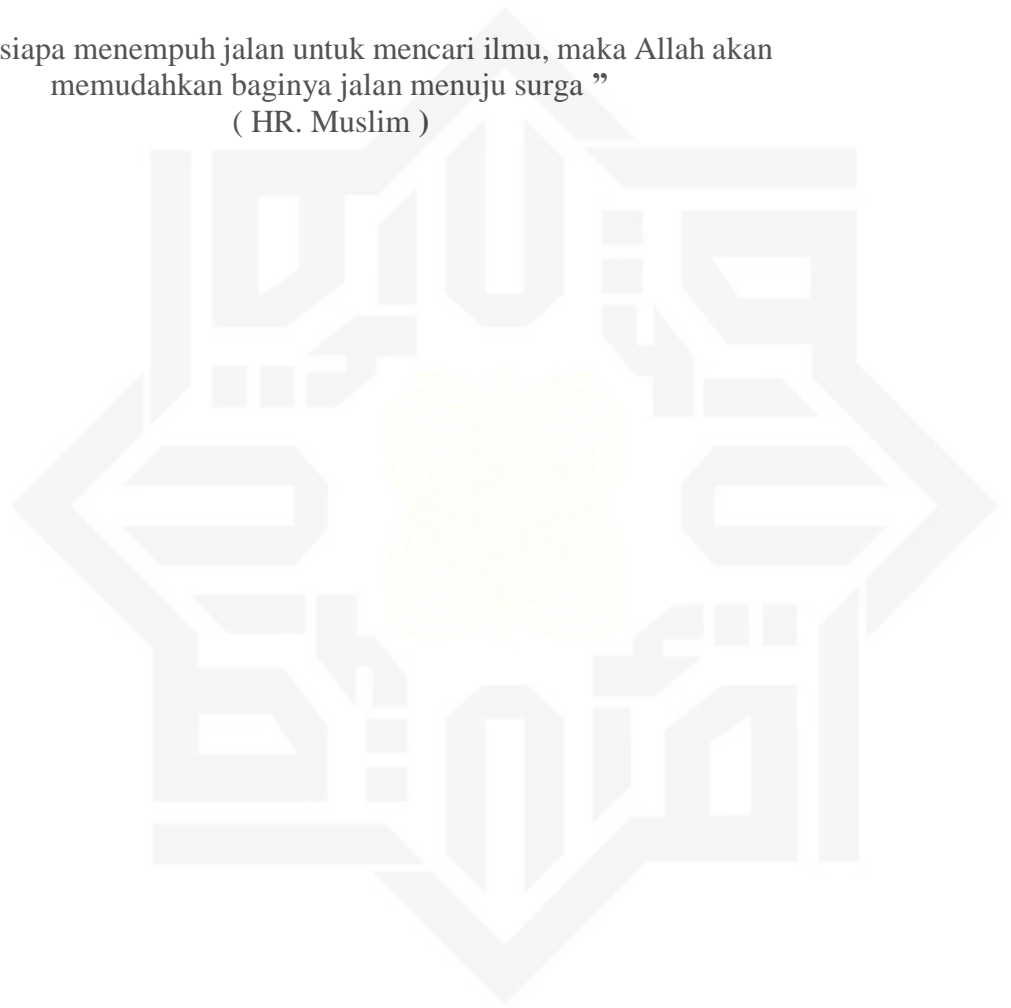 siapa menempuh jalan untuk mencari ilmu, maka Allah akan
memudahkan baginya jalan menuju surga ”
( HR. Muslim )